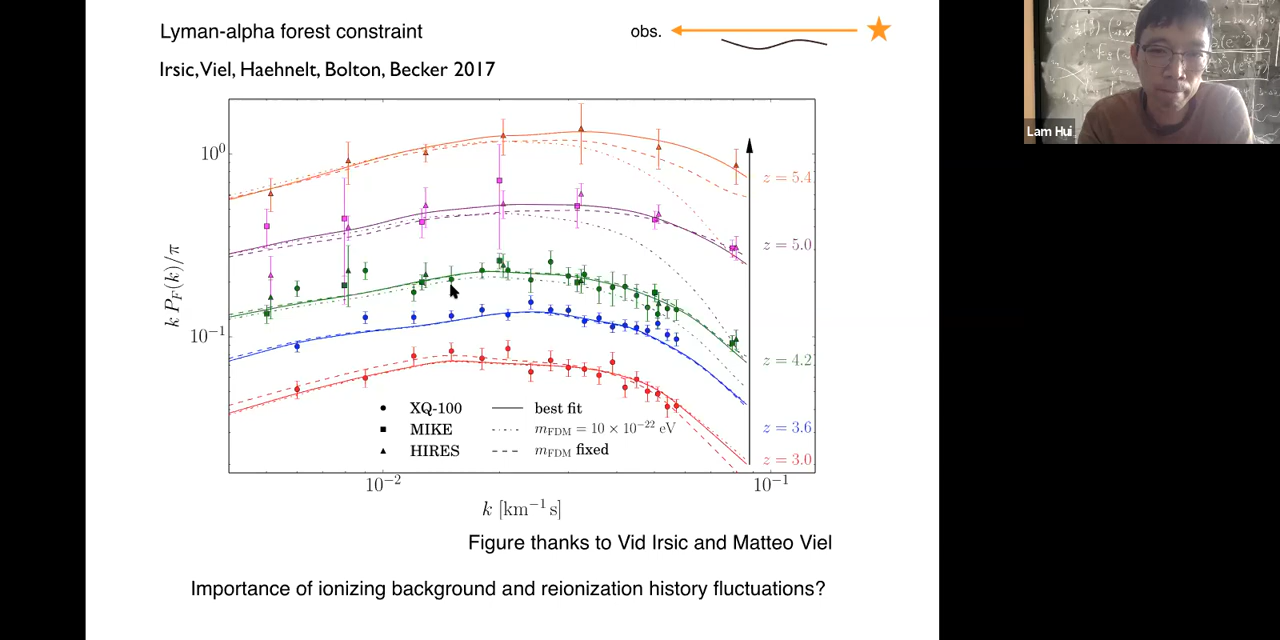 Lyman-alpha forest constraint
obs.
Irsic, Viel, Haehnelt, Bolton, Becker 2017
Lam Hui
k P_F(k)/π
10^0
10^-1
z = 5.4
z = 5.0
z = 4.2
z = 3.6
z = 3.0
XQ-100
best fit
MIKE
m_FDM = 10 × 10^-22 eV
HIRES
m_FDM fixed
10^-2
10^-1
k [km^-1 s]
Figure thanks to Vid Irsic and Matteo Viel
Importance of ionizing background and reionization history fluctuations?